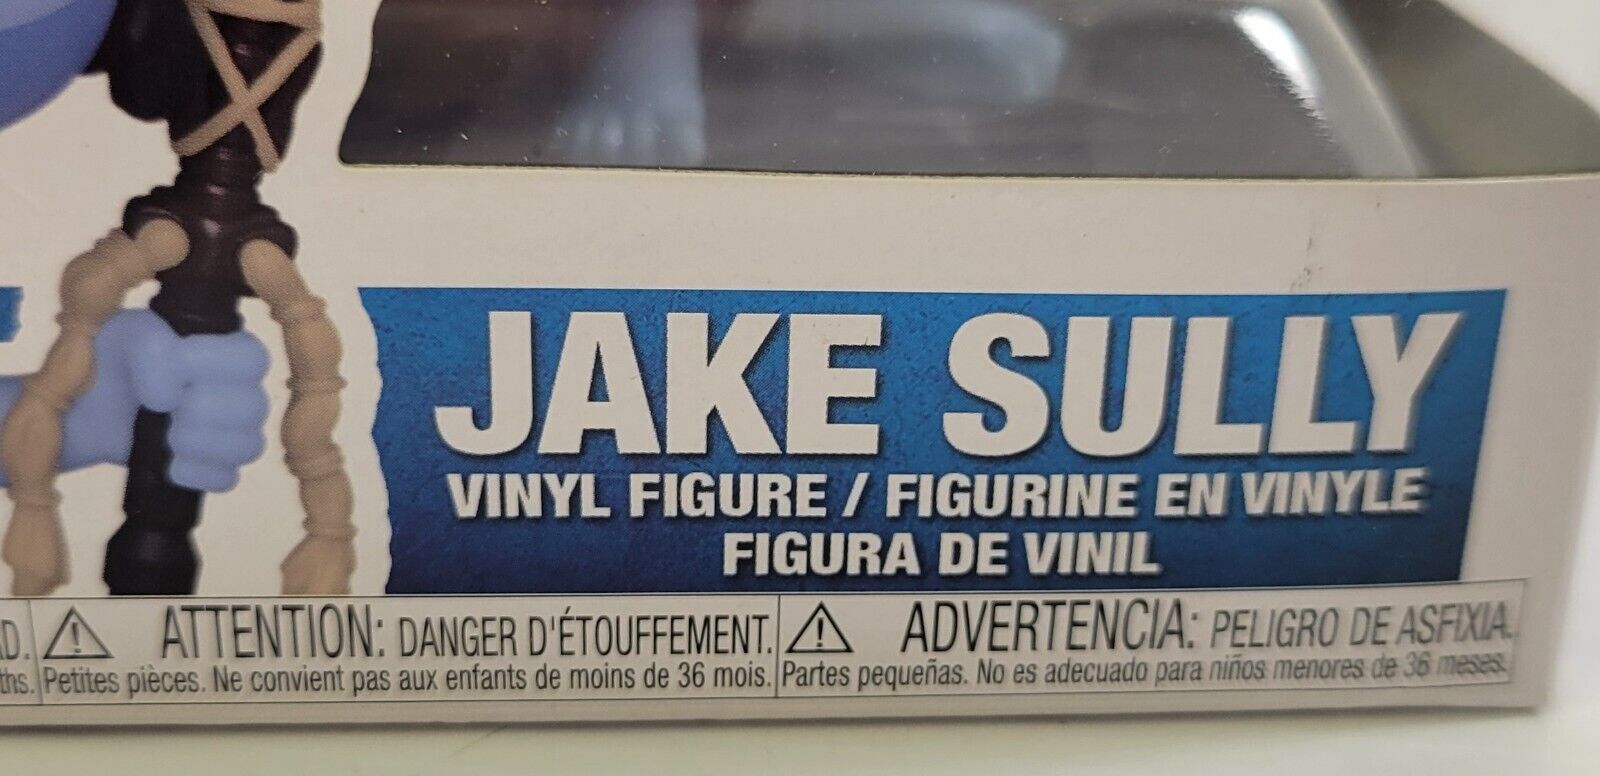 JAKE SULLY
VINYL FIGURE / FIGURINE EN VINYLE
FIGURA DE VINIL
⚠ ATTENTION: DANGER D'ÉTOUFFEMENT.
Petites pièces. Ne convient pas aux enfants de moins de 36 mois.
⚠ ADVERTENCIA: PELIGRO DE ASFIXIA.
Partes pequeñas. No es adecuado para niños menores de 36 meses.